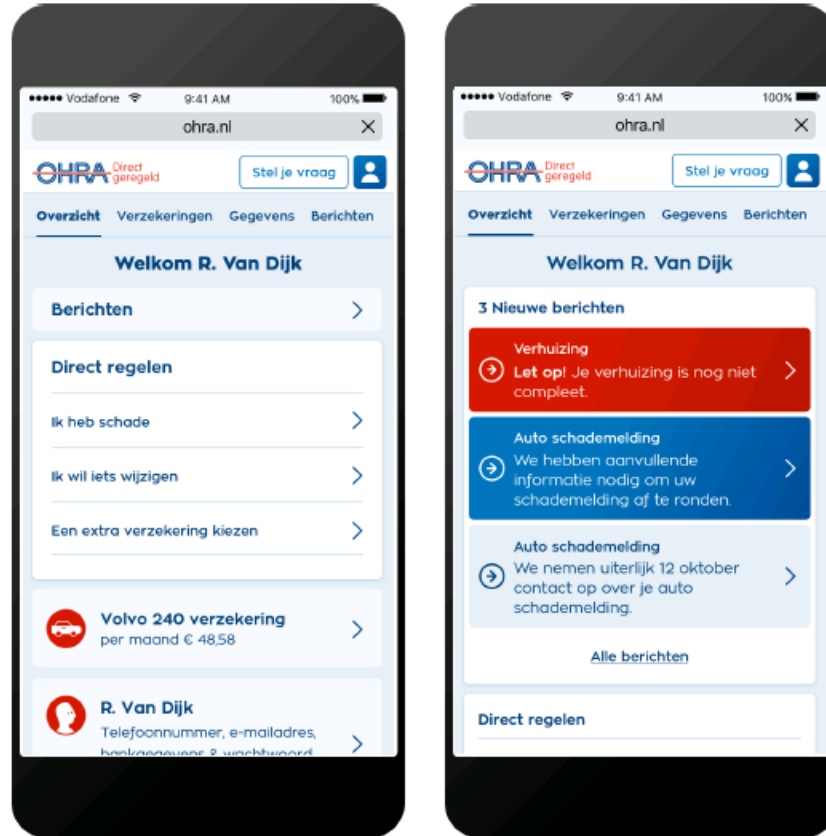 Vodafone 9:41 AM 100%
ohra.nl
OHRA Direct geregeld
Stel je vraag
Overzicht Verzekeringen Gegevens Berichten
Welkom R. Van Dijk
Berichten
Direct regelen
Ik heb schade
Ik wil iets wijzigen
Een extra verzekering kiezen
Volvo 240 verzekering
per maand € 48,58
R. Van Dijk
Telefoonnummer, e-mailadres,
bankgegevens & wachtwoord
Vodafone 9:41 AM 100%
ohra.nl
OHRA Direct geregeld
Stel je vraag
Overzicht Verzekeringen Gegevens Berichten
Welkom R. Van Dijk
3 Nieuwe berichten
Verhuizing
Let op! Je verhuizing is nog niet
compleet.
Auto schademelding
We hebben aanvullende
informatie nodig om uw
schademelding af te ronden.
Auto schademelding
We nemen uiterlijk 12 oktober
contact op over je auto
schademelding.
Alle berichten
Direct regelen